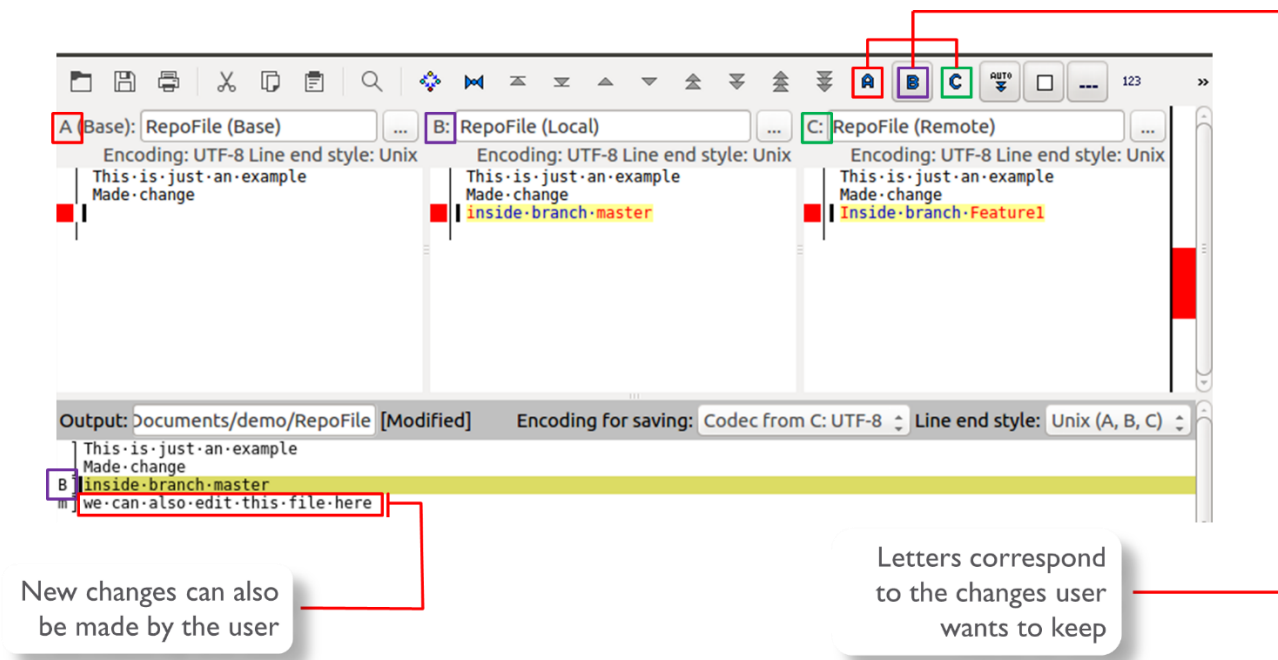 A B C AUTO 123 »
A (Base): RepoFile (Base) ... B: RepoFile (Local) ... C: RepoFile (Remote) ...
Encoding: UTF-8 Line end style: Unix Encoding: UTF-8 Line end style: Unix Encoding: UTF-8 Line end style: Unix
This·is·just·an·example This·is·just·an·example This·is·just·an·example
Made·change Made·change Made·change
inside·branch·master Inside·branch·Feature1
Output: Documents/demo/RepoFile [Modified] Encoding for saving: Codec from C: UTF-8 Line end style: Unix (A, B, C)
This·is·just·an·example
Made·change
B inside·branch·master
m we·can·also·edit·this·file·here
New changes can also
be made by the user
Letters correspond
to the changes user
wants to keep